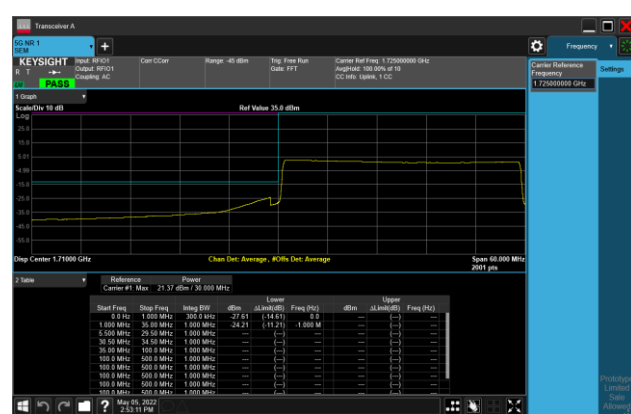 Transceiver A
5G NR 1
SEM
Frequency
KEYSIGHT
R T
PASS
Input: RFIO1
Output: RFIO1
Coupling: AC
Corr CCorr
Range: -45 dBm
Trig: Free Run
Gate: FFT
Carrier Ref Freq: 1.725000000 GHz
AvgHold: 100.00% of 10
CC Info: Uplink, 1 CC
Carrier Reference
Frequency
1.725000000 GHz
Settings
1 Graph
Scale/Div 10 dB
Ref Value 35.0 dBm
Log
25.0
15.0
5.01
-4.99
-15.0
-25.0
-35.0
-45.0
-55.0
Disp Center 1.71000 GHz
Chan Det: Average, #Offs Det: Average
Span 60.000 MHz
2001 pts
2 Table
Reference Power
Carrier #1 Max 21.37 dBm / 30.000 MHz
Lower Upper
Start Freq Stop Freq Integ BW dBm ΔLimit(dB) Freq (Hz) dBm ΔLimit(dB) Freq (Hz)
0.0 Hz 1.000 MHz 300.0 kHz -27.61 (-14.61) 0.0 --- (---) ---
1.000 MHz 35.00 MHz 1.000 MHz -24.21 (-11.21) -1.000 M --- (---) ---
5.500 MHz 29.50 MHz 1.000 MHz --- (---) --- --- (---) ---
30.50 MHz 34.50 MHz 1.000 MHz --- (---) --- --- (---) ---
35.00 MHz 100.0 MHz 1.000 MHz --- (---) --- --- (---) ---
100.0 MHz 500.0 MHz 1.000 MHz --- (---) --- --- (---) ---
100.0 MHz 500.0 MHz 1.000 MHz --- (---) --- --- (---) ---
100.0 MHz 500.0 MHz 1.000 MHz --- (---) --- --- (---) ---
100.0 MHz 500.0 MHz 1.000 MHz --- (---) --- --- (---) ---
May 05, 2022
2:53:11 PM
Prototype
Limited
Sale
Allowed